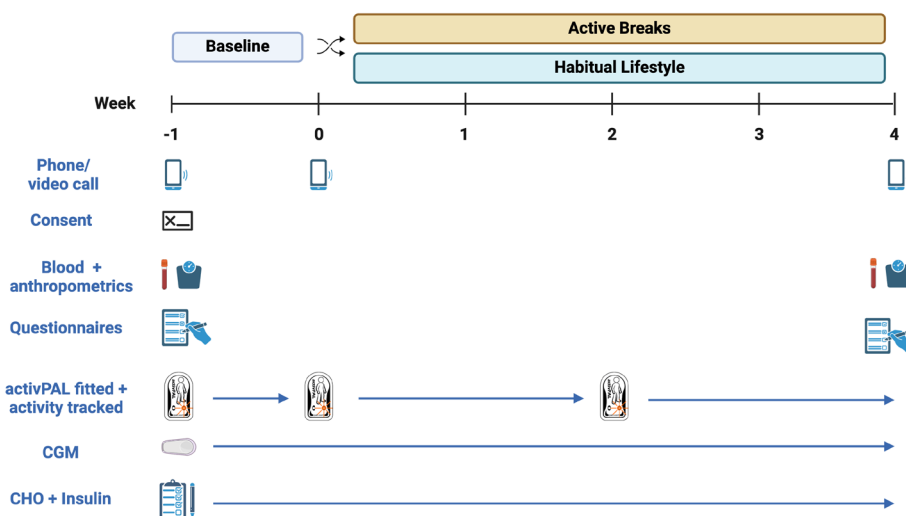 Active Breaks
Baseline
Habitual Lifestyle
Week
-1
0
1
2
3
4
Phone/
video call
Consent
Blood +
anthropometrics
Questionnaires
activPAL fitted +
activity tracked
CGM
CHO + Insulin